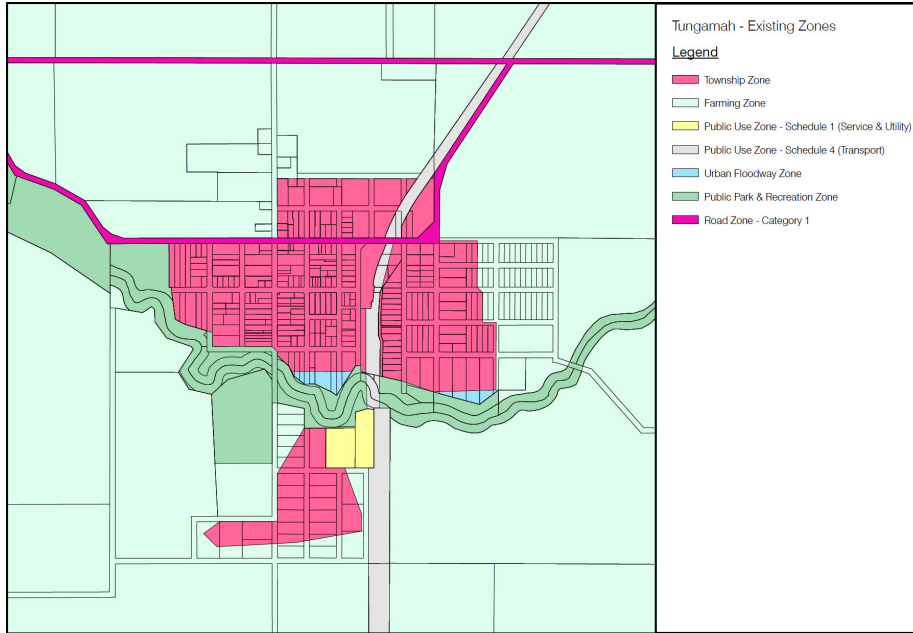 Tungamah - Existing Zones
Legend
Township Zone
Farming Zone
Public Use Zone - Schedule 1 (Service & Utility)
Public Use Zone - Schedule 4 (Transport)
Urban Floodway Zone
Public Park & Recreation Zone
Road Zone - Category 1